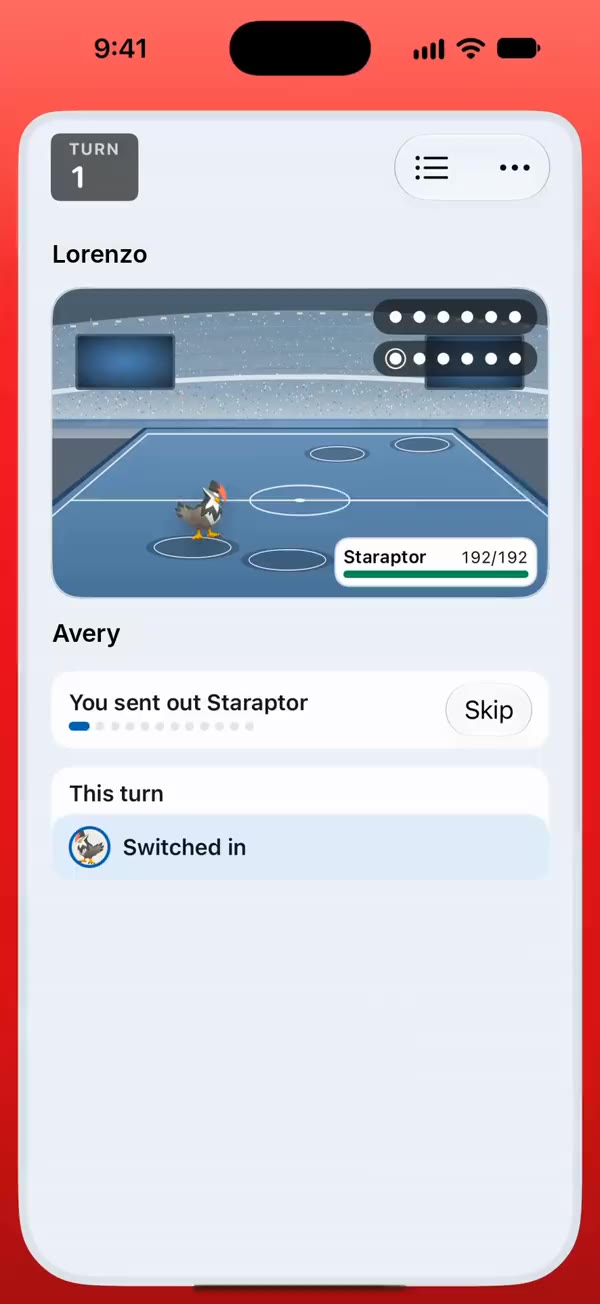 9:41
TURN
1
Lorenzo
Staraptor 192/192
Avery
You sent out Staraptor
Skip
This turn
Switched in